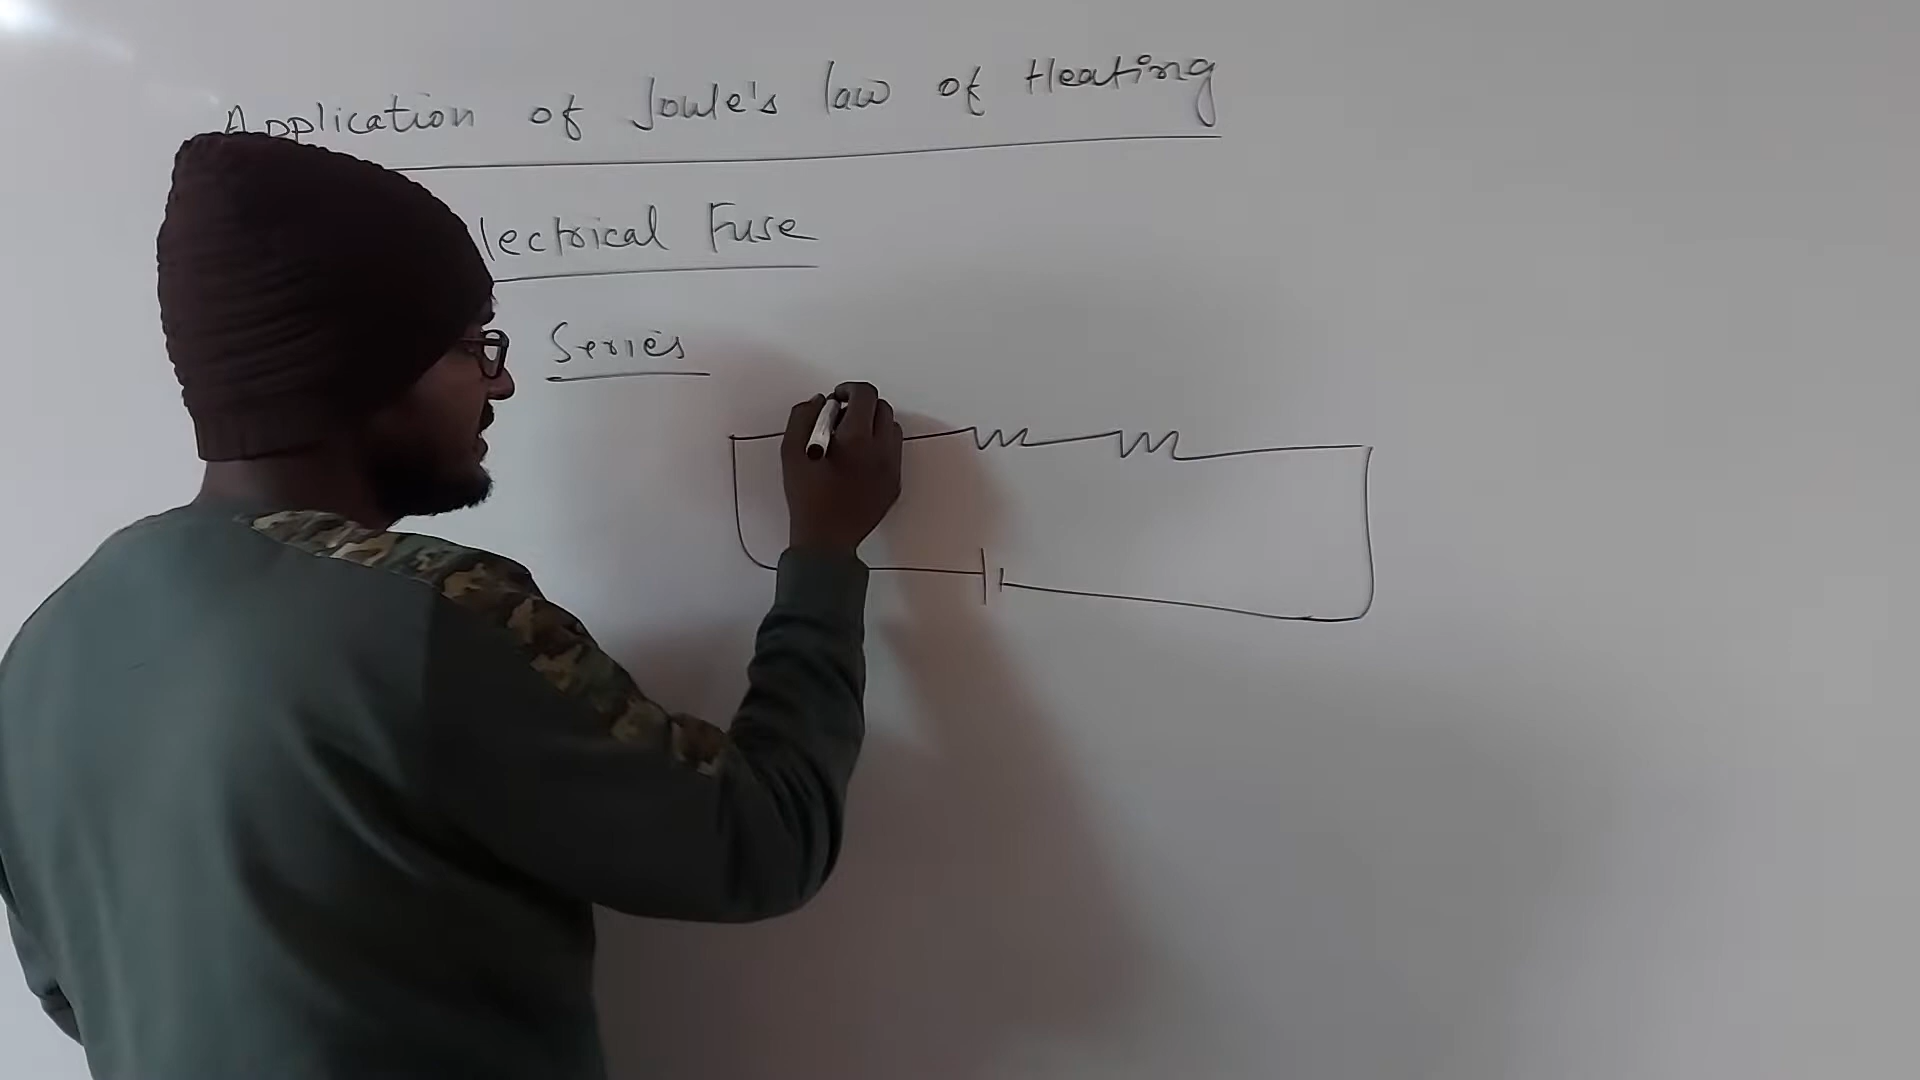 Application of Joule's law of Heating
lectrical Fuse
Series